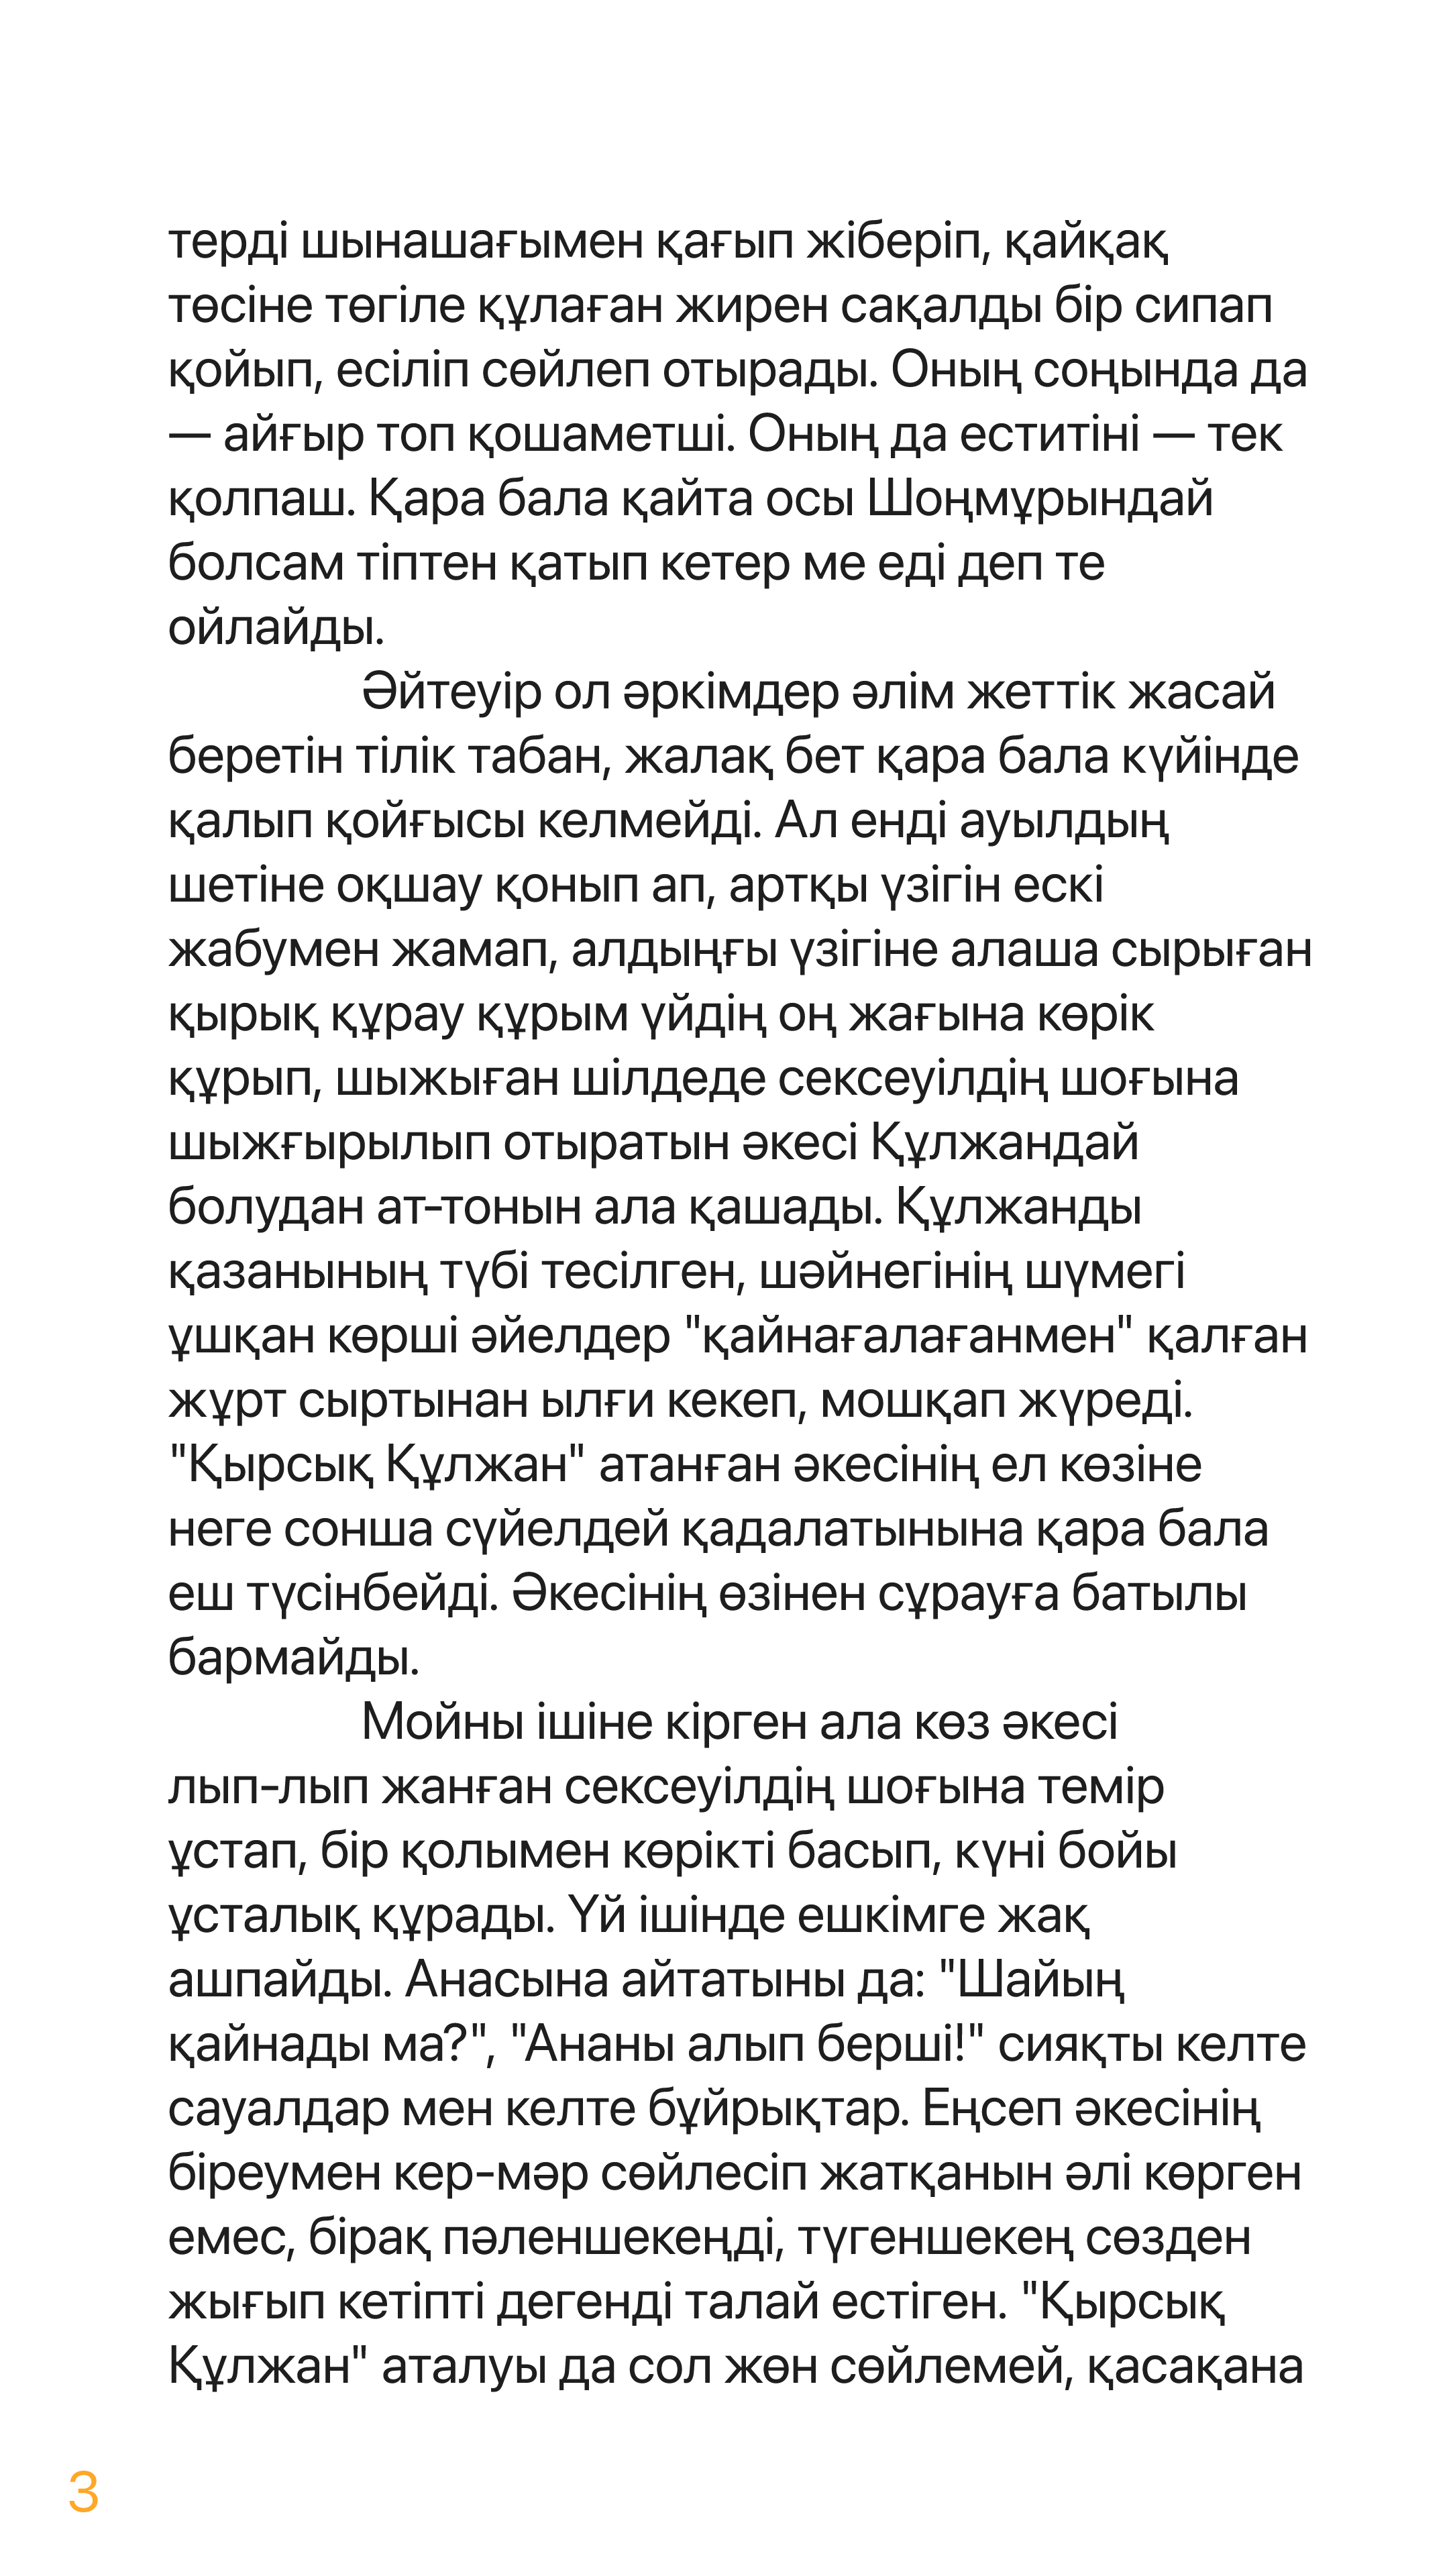 терді шынашағымен қағып жіберіп, қайқақ
төсіне төгіле құлаған жирен сақалды бір сипап
қойып, есіліп сөйлеп отырады. Оның соңында да
— айғыр топ қошаметші. Оның да еститіні — тек
қолпаш. Қара бала қайта осы Шоңмұрындай
болсам тіптен қатып кетер ме еді деп те
ойлайды.
Әйтеуір ол әркімдер әлім жеттік жасай
беретін тілік табан, жалақ бет қара бала күйінде
қалып қойғысы келмейді. Ал енді ауылдың
шетіне оқшау қонып ап, артқы үзігін ескі
жабумен жамап, алдыңғы үзігіне алаша сырыған
қырық құрау құрым үйдің оң жағына көрік
құрып, шыжыған шілдеде сексеуілдің шоғына
шыжғырылып отыратын әкесі Құлжандай
болудан ат-тонын ала қашады. Құлжанды
қазанының түбі тесілген, шәйнегінің шүмегі
ұшқан көрші әйелдер "қайнағалағанмен" қалған
жұрт сыртынан ылғи кекеп, мошқап жүреді.
"Қырсық Құлжан" атанған әкесінің ел көзіне
неге сонша сүйелдей қадалатынына қара бала
еш түсінбейді. Әкесінің өзінен сұрауға батылы
бармайды.
Мойны ішіне кірген ала көз әкесі
лып-лып жанған сексеуілдің шоғына темір
ұстап, бір қолымен көрікті басып, күні бойы
ұсталық құрады. Үй ішінде ешкімге жақ
ашпайды. Анасына айтатыны да: "Шайың
қайнады ма?", "Ананы алып берші!" сияқты келте
сауалдар мен келте бұйрықтар. Еңсеп әкесінің
біреумен кер-мәр сөйлесіп жатқанын әлі көрген
емес, бірақ пәленшекеңді, түгеншекең сөзден
жығып кетіпті дегенді талай естіген. "Қырсық
Құлжан" аталуы да сол жөн сөйлемей, қасақана
3